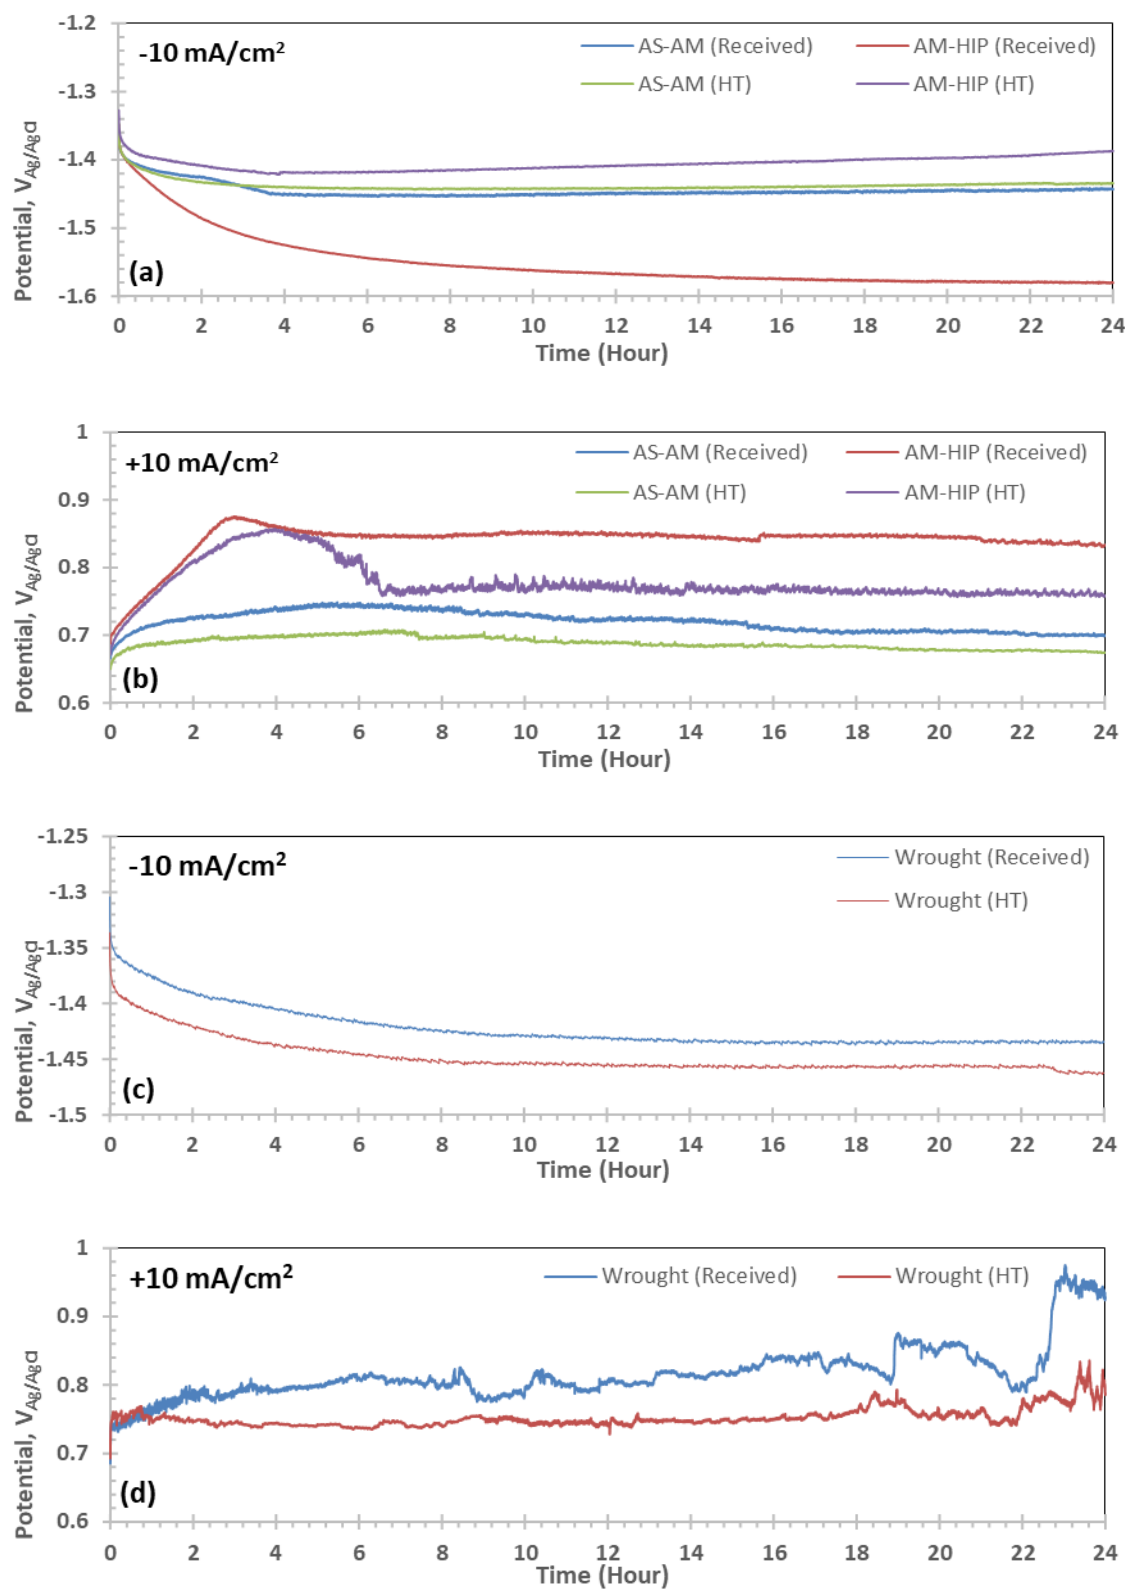 -10 mA/cm²
AS-AM (Received)
AM-HIP (Received)
AS-AM (HT)
AM-HIP (HT)
Potential, V Ag/AgCl
-1.2
-1.3
-1.4
-1.5
-1.6
(a)
0 2 4 6 8 10 12 14 16 18 20 22 24
Time (Hour)
+10 mA/cm²
AS-AM (Received)
AM-HIP (Received)
AS-AM (HT)
AM-HIP (HT)
Potential, V Ag/AgCl
1
0.9
0.8
0.7
0.6
(b)
0 2 4 6 8 10 12 14 16 18 20 22 24
Time (Hour)
-10 mA/cm²
Wrought (Received)
Wrought (HT)
Potential, V Ag/AgCl
-1.25
-1.3
-1.35
-1.4
-1.45
-1.5
(c)
0 2 4 6 8 10 12 14 16 18 20 22 24
Time (Hour)
+10 mA/cm²
Wrought (Received)
Wrought (HT)
Potential, V Ag/AgCl
1
0.9
0.8
0.7
0.6
(d)
0 2 4 6 8 10 12 14 16 18 20 22 24
Time (Hour)